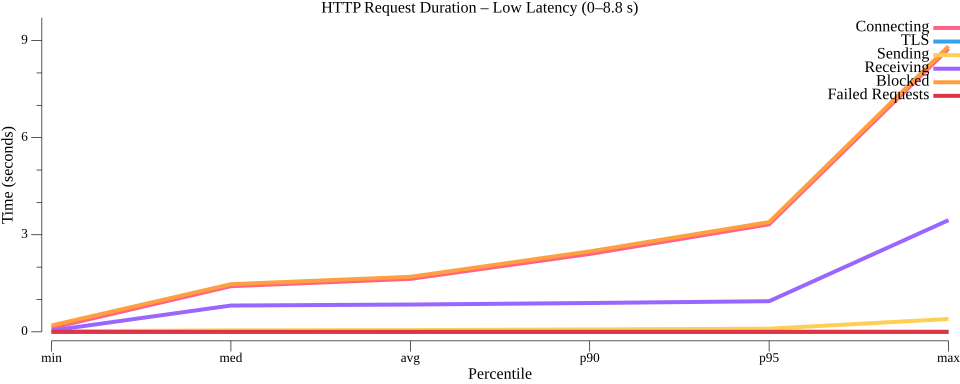 HTTP Request Duration – Low Latency (0–8.8 s)
Connecting
TLS
Sending
Receiving
Blocked
Failed Requests
Time (seconds)
9
6
3
0
min med avg p90 p95 max
Percentile